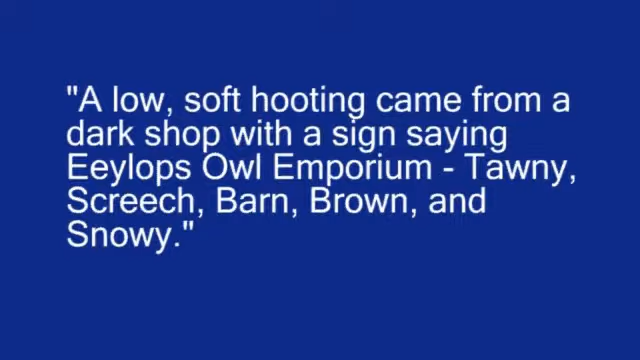 "A low, soft hooting came from a
dark shop with a sign saying
Eeylops Owl Emporium - Tawny,
Screech, Barn, Brown, and
Snowy."